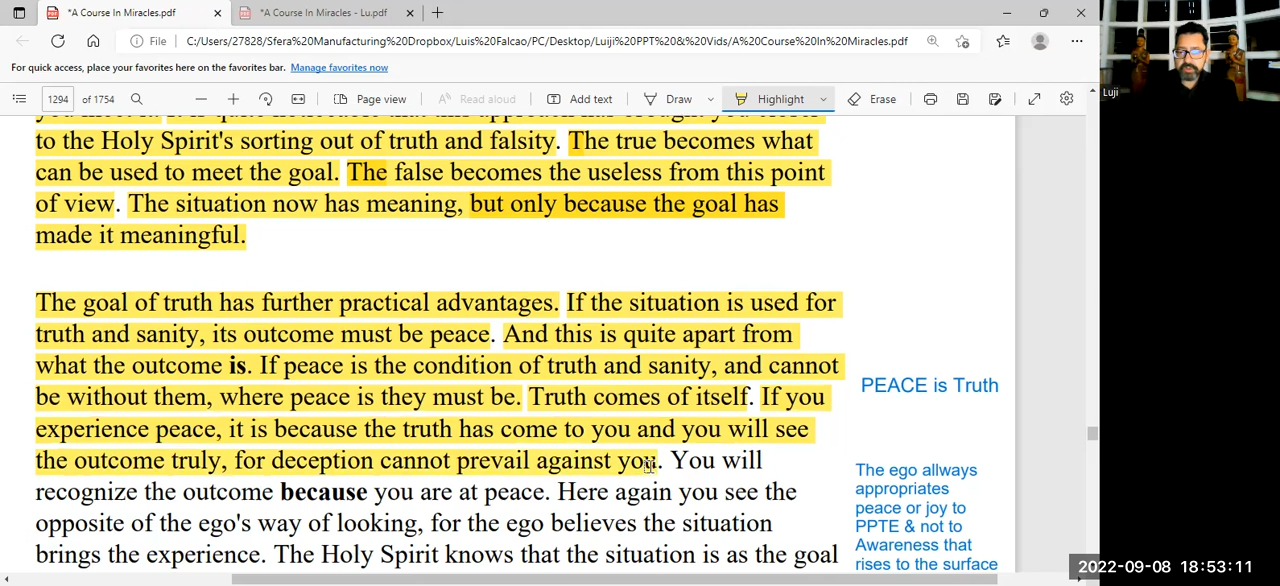 *A Course In Miracles.pdf
*A Course In Miracles - Lu.pdf
File
C:/Users/27828/Sfera%20Manufacturing%20Dropbox/Luis%20Falcao/PC/Desktop/Luiji%20PPT%20&%20Vids/A%20Course%20In%20Miracles.pdf
For quick access, place your favorites here on the favorites bar. Manage favorites now
1294 of 1754
Page view
Read aloud
Add text
Draw
Highlight
Erase
Luji
to the Holy Spirit's sorting out of truth and falsity. The true becomes what
can be used to meet the goal. The false becomes the useless from this point
of view. The situation now has meaning, but only because the goal has
made it meaningful.
The goal of truth has further practical advantages. If the situation is used for
truth and sanity, its outcome must be peace. And this is quite apart from
what the outcome is. If peace is the condition of truth and sanity, and cannot
be without them, where peace is they must be. Truth comes of itself. If you
experience peace, it is because the truth has come to you and you will see
the outcome truly, for deception cannot prevail against you. You will
recognize the outcome because you are at peace. Here again you see the
opposite of the ego's way of looking, for the ego believes the situation
brings the experience. The Holy Spirit knows that the situation is as the goal
PEACE is Truth
The ego allways
appropriates
peace or joy to
PPTE & not to
Awareness that
rises to the surface
2022-09-08 18:53:11